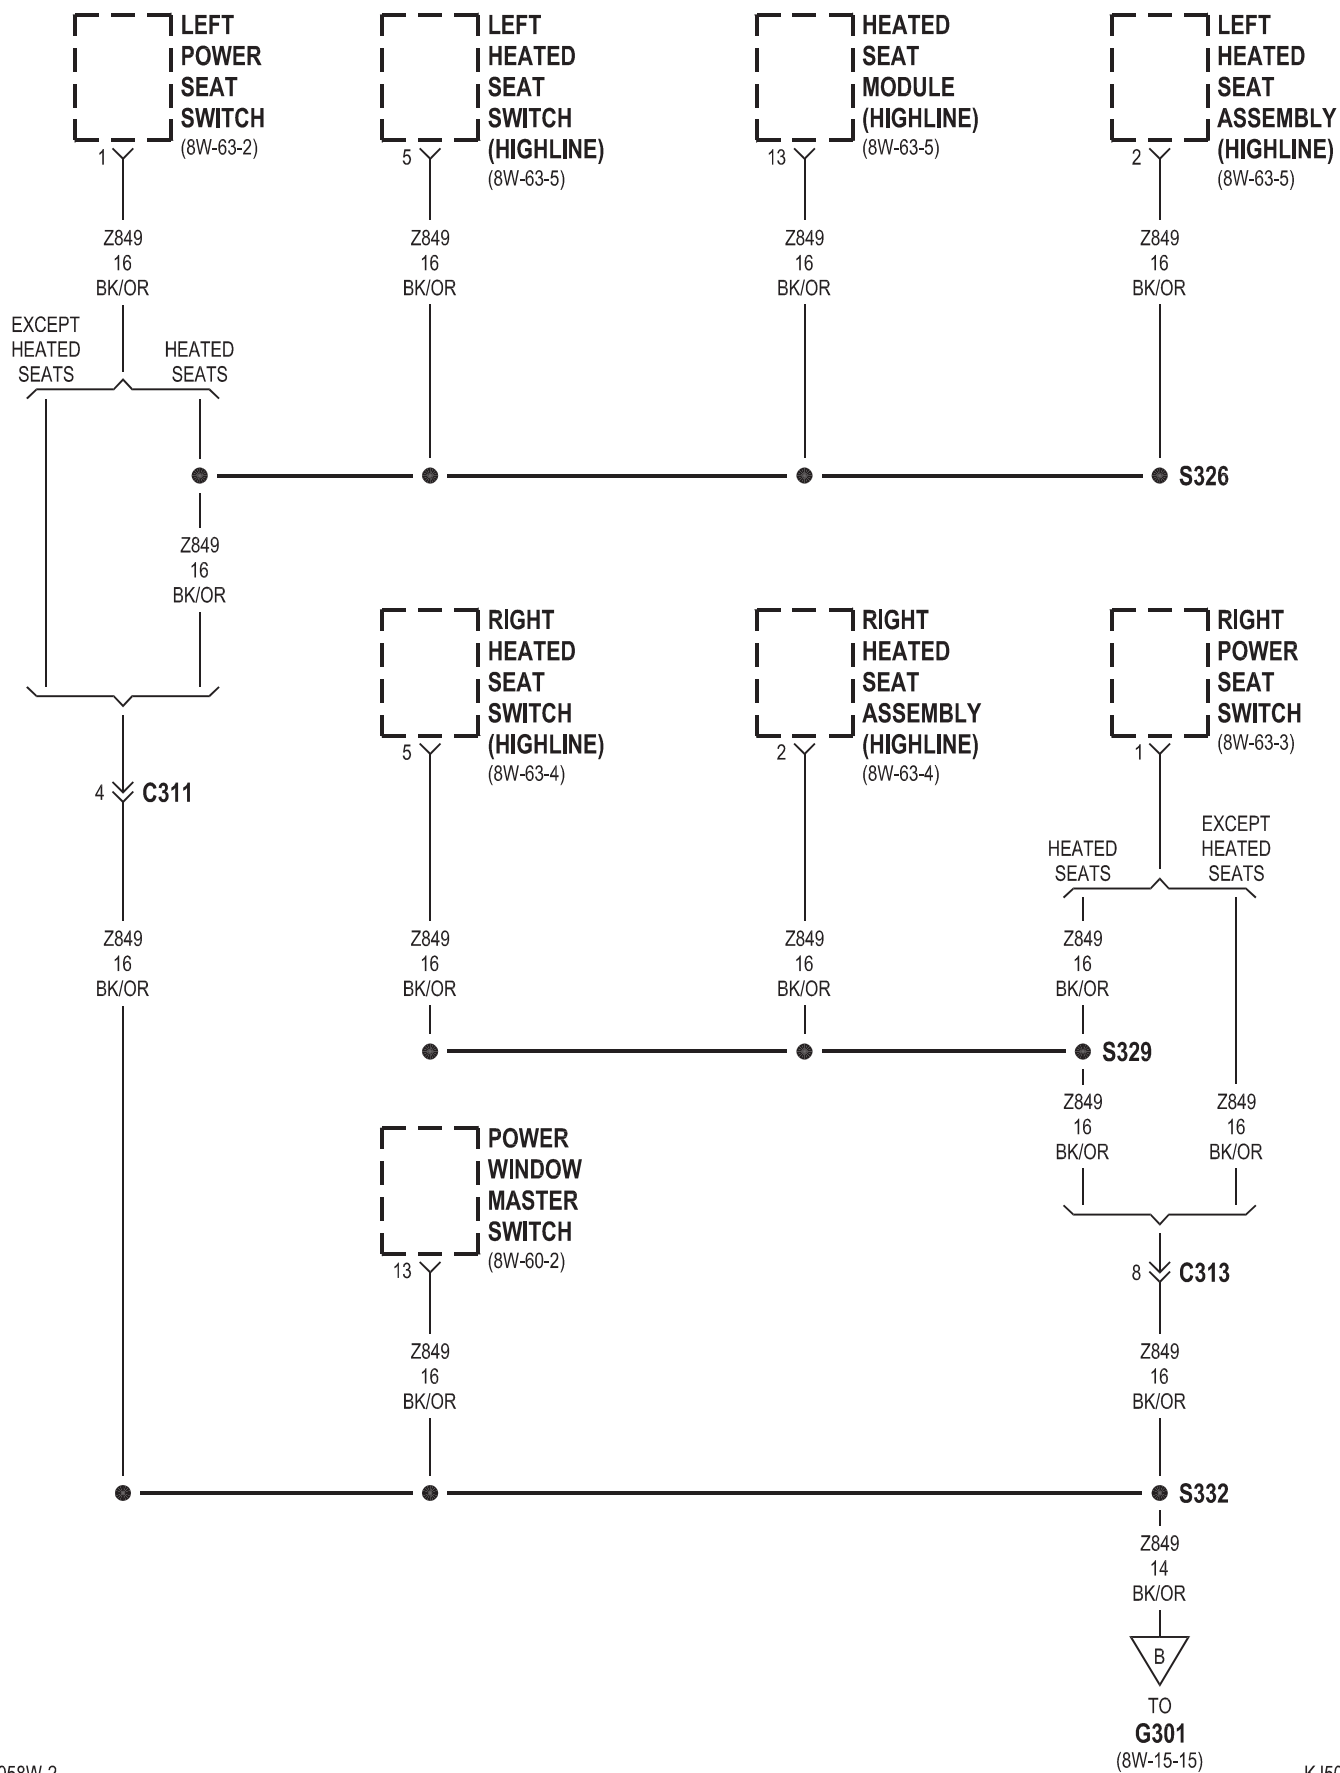 LEFT
POWER
SEAT
SWITCH
(8W-63-2)
1
LEFT
HEATED
SEAT
SWITCH
(HIGHLINE)
(8W-63-5)
5
HEATED
SEAT
MODULE
(HIGHLINE)
(8W-63-5)
13
LEFT
HEATED
SEAT
ASSEMBLY
(HIGHLINE)
(8W-63-5)
2
Z849
16
BK/OR
Z849
16
BK/OR
Z849
16
BK/OR
Z849
16
BK/OR
EXCEPT
HEATED
SEATS
HEATED
SEATS
S326
Z849
16
BK/OR
RIGHT
HEATED
SEAT
SWITCH
(HIGHLINE)
(8W-63-4)
5
RIGHT
HEATED
SEAT
ASSEMBLY
(HIGHLINE)
(8W-63-4)
2
RIGHT
POWER
SEAT
SWITCH
(8W-63-3)
1
4 C311
HEATED
SEATS
EXCEPT
HEATED
SEATS
Z849
16
BK/OR
Z849
16
BK/OR
Z849
16
BK/OR
Z849
16
BK/OR
S329
Z849
16
BK/OR
Z849
16
BK/OR
POWER
WINDOW
MASTER
SWITCH
(8W-60-2)
13
8 C313
Z849
16
BK/OR
Z849
16
BK/OR
S332
Z849
14
BK/OR
B
TO
G301
(8W-15-15)